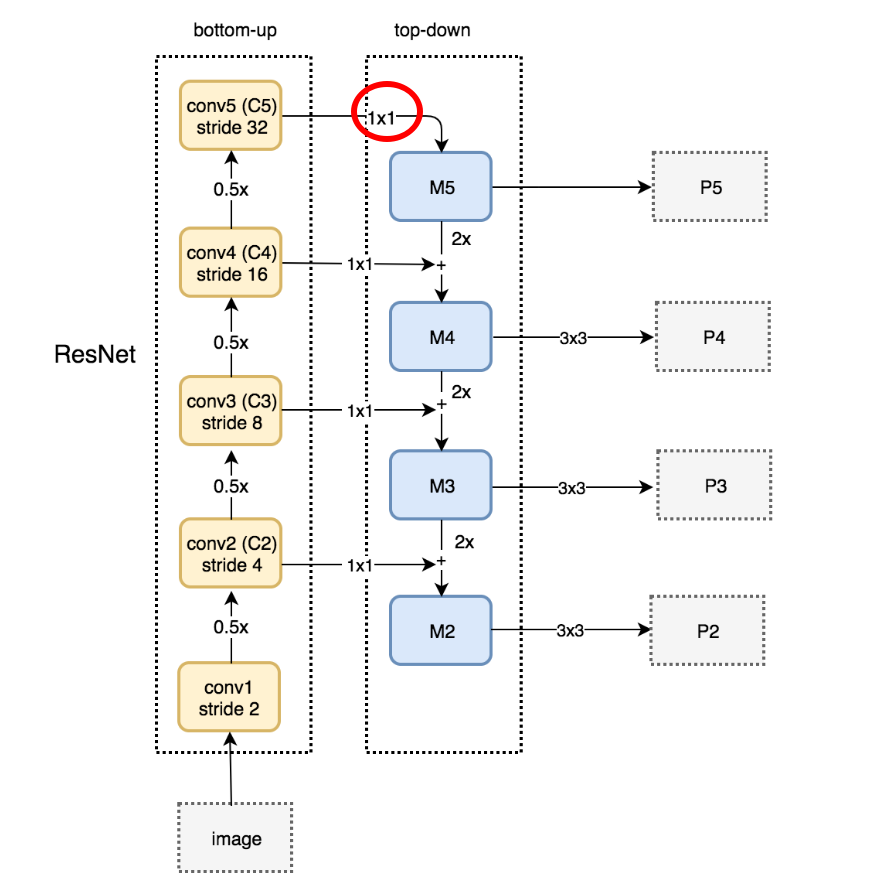 bottom-up
top-down
conv5 (C5)
stride 32
1x1
M5
P5
0.5x
2x
conv4 (C4)
stride 16
1x1
+
M4
3x3
P4
0.5x
ResNet
2x
conv3 (C3)
stride 8
1x1
+
M3
3x3
P3
0.5x
2x
conv2 (C2)
stride 4
1x1
+
M2
3x3
P2
0.5x
conv1
stride 2
image